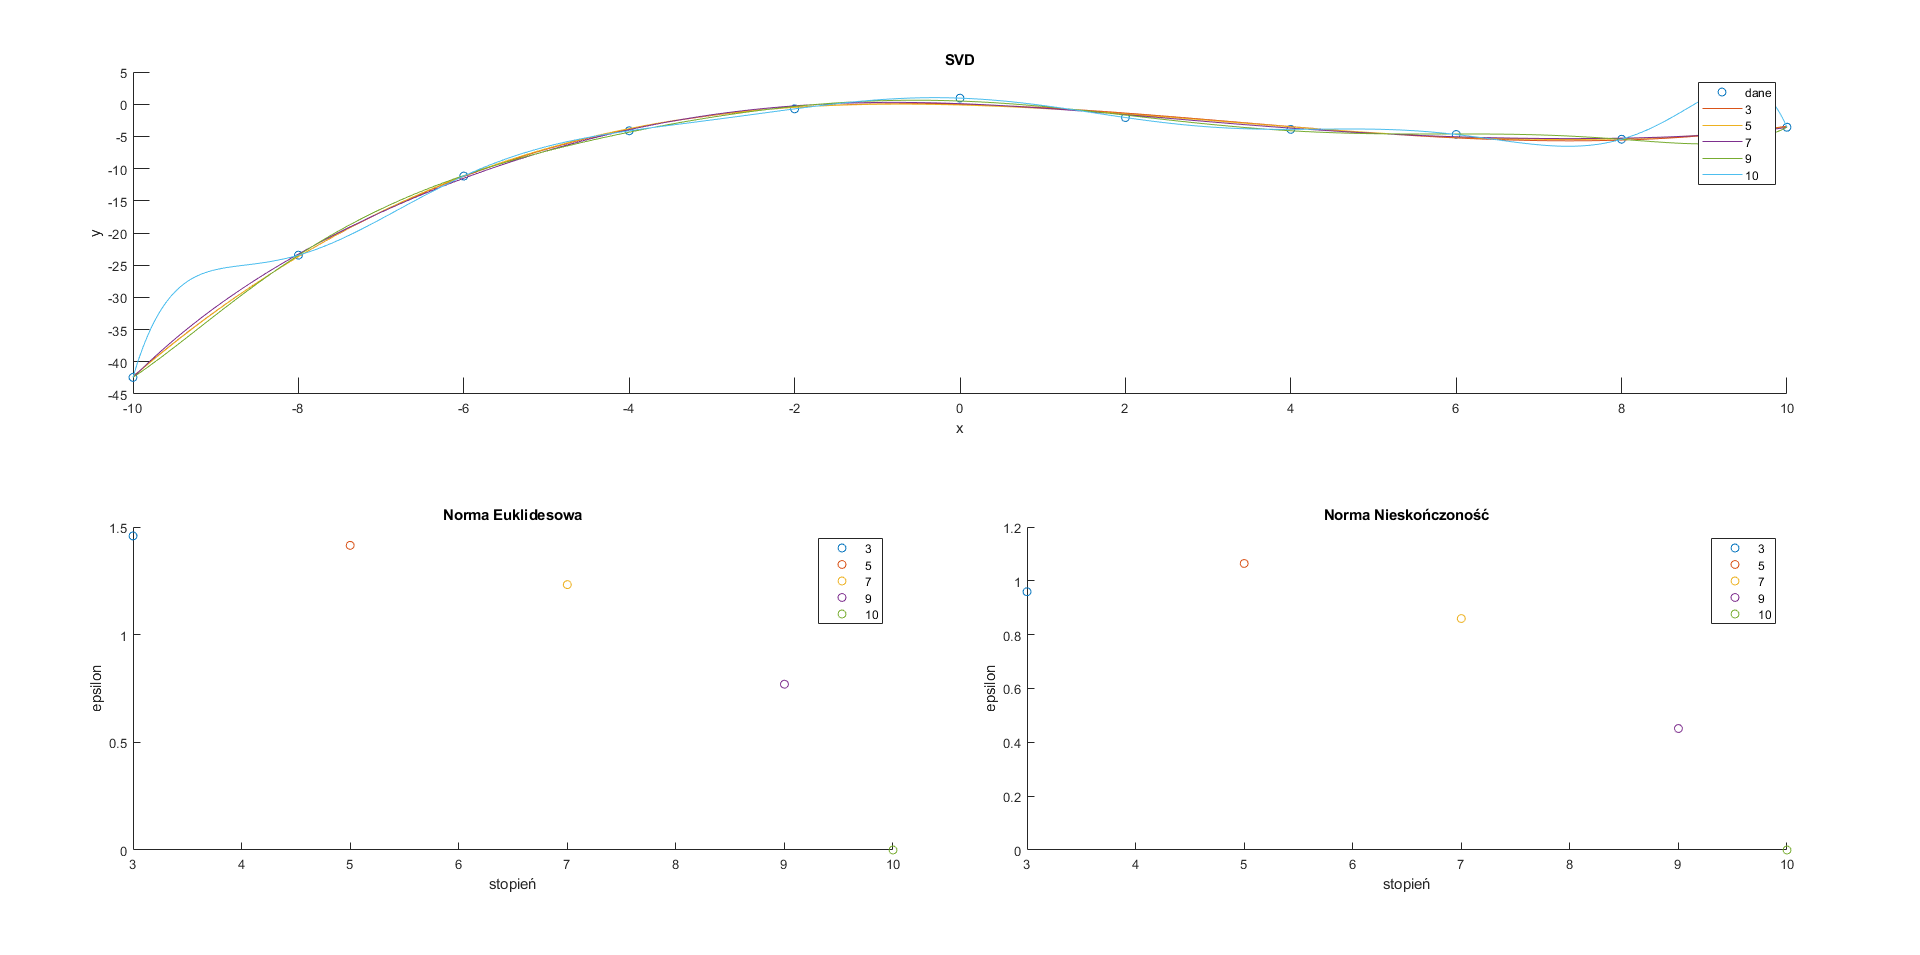 SVD
5
0
-5
-10
-15
-20
-25
-30
-35
-40
-45
y
-10 -8 -6 -4 -2 0 2 4 6 8 10
x
dane
3
5
7
9
10
Norma Euklidesowa
1.5
1
0.5
0
epsilon
3 4 5 6 7 8 9 10
stopień
3
5
7
9
10
Norma Nieskończoność
1.2
1
0.8
0.6
0.4
0.2
0
epsilon
3 4 5 6 7 8 9 10
stopień
3
5
7
9
10